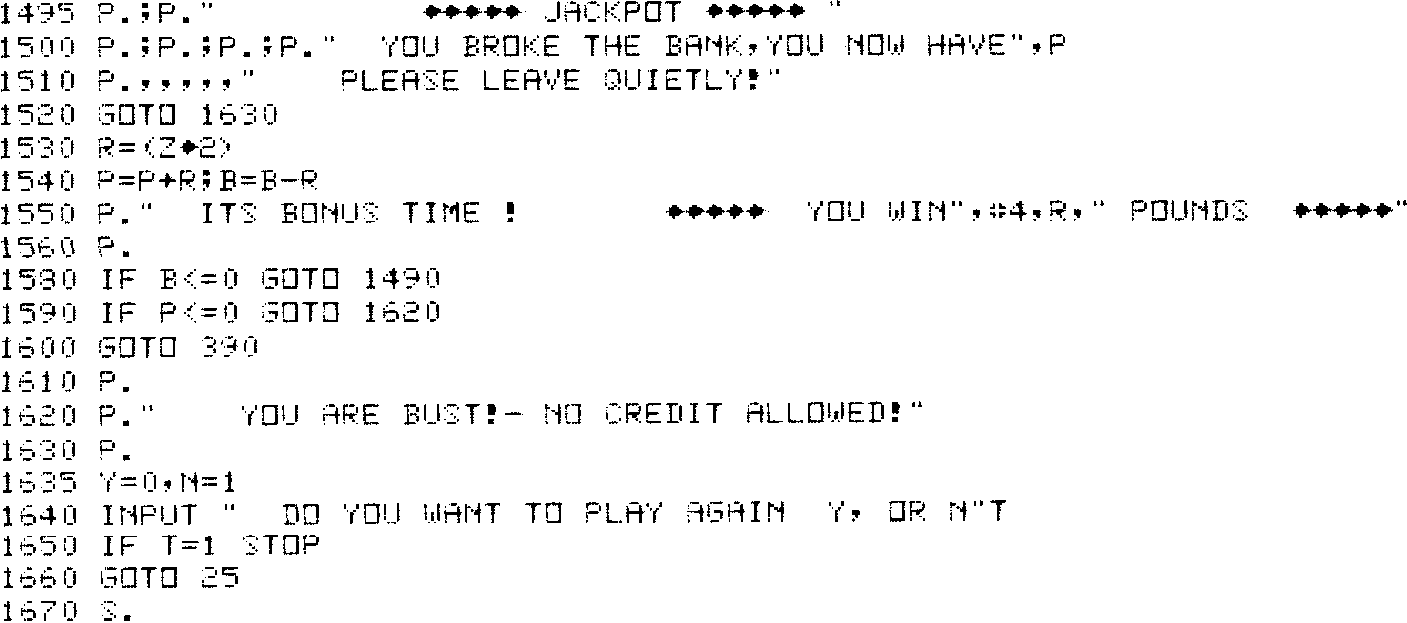 1495 P.;P."             ***** JACKPOT ***** "
1500 P.;P.;P.;P."  YOU BROKE THE BANK,YOU NOW HAVE",P
1510 P.,,,,,"     PLEASE LEAVE QUIETLY!"
1520 GOTO 1630
1530 R=(Z*2)
1540 P=P+R;B=B-R
1550 P."  ITS BONUS TIME !         *****  YOU WIN",#4,R," POUNDS  *****"
1560 P.
1580 IF B<=0 GOTO 1490
1590 IF P<=0 GOTO 1620
1600 GOTO 390
1610 P.
1620 P."     YOU ARE BUST!- NO CREDIT ALLOWED!"
1630 P.
1635 Y=0,N=1
1640 INPUT "  DO YOU WANT TO PLAY AGAIN  Y, OR N"T
1650 IF T=1 STOP
1660 GOTO 25
1670 S.